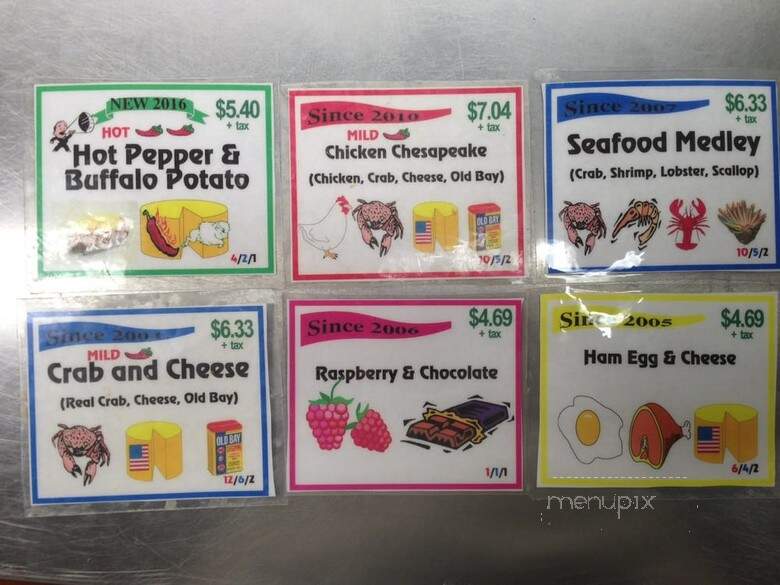 NEW 2016
$5.40
+ tax
HOT
Hot Pepper &
Buffalo Potato
4/2/1
Since 2010
$7.04
+ tax
MILD
Chicken Chesapeake
(Chicken, Crab, Cheese, Old Bay)
OLD BAY
10/5/2
Since 2007
$6.33
+ tax
Seafood Medley
(Crab, Shrimp, Lobster, Scallop)
10/5/2
Since
$6.33
+ tax
MILD
Crab and Cheese
(Real Crab, Cheese, Old Bay)
OLD BAY
12/6/2
Since 2006
$4.69
+ tax
Raspberry & Chocolate
1/1/1
Since 2005
$4.69
+ tax
Ham Egg & Cheese
6/4/2
menupix